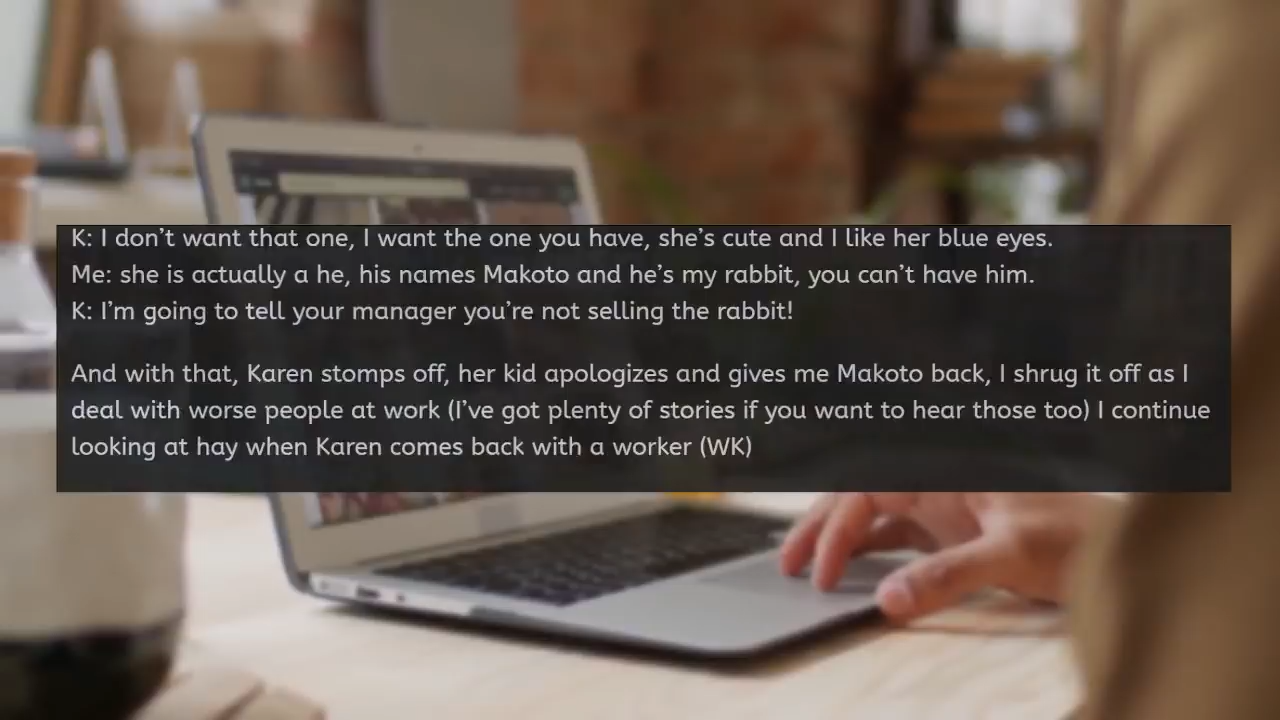 K: I don’t want that one, I want the one you have, she’s cute and I like her blue eyes.
Me: she is actually a he, his names Makoto and he’s my rabbit, you can’t have him.
K: I’m going to tell your manager you’re not selling the rabbit!
And with that, Karen stomps off, her kid apologizes and gives me Makoto back, I shrug it off as I
deal with worse people at work (I’ve got plenty of stories if you want to hear those too) I continue
looking at hay when Karen comes back with a worker (WK)